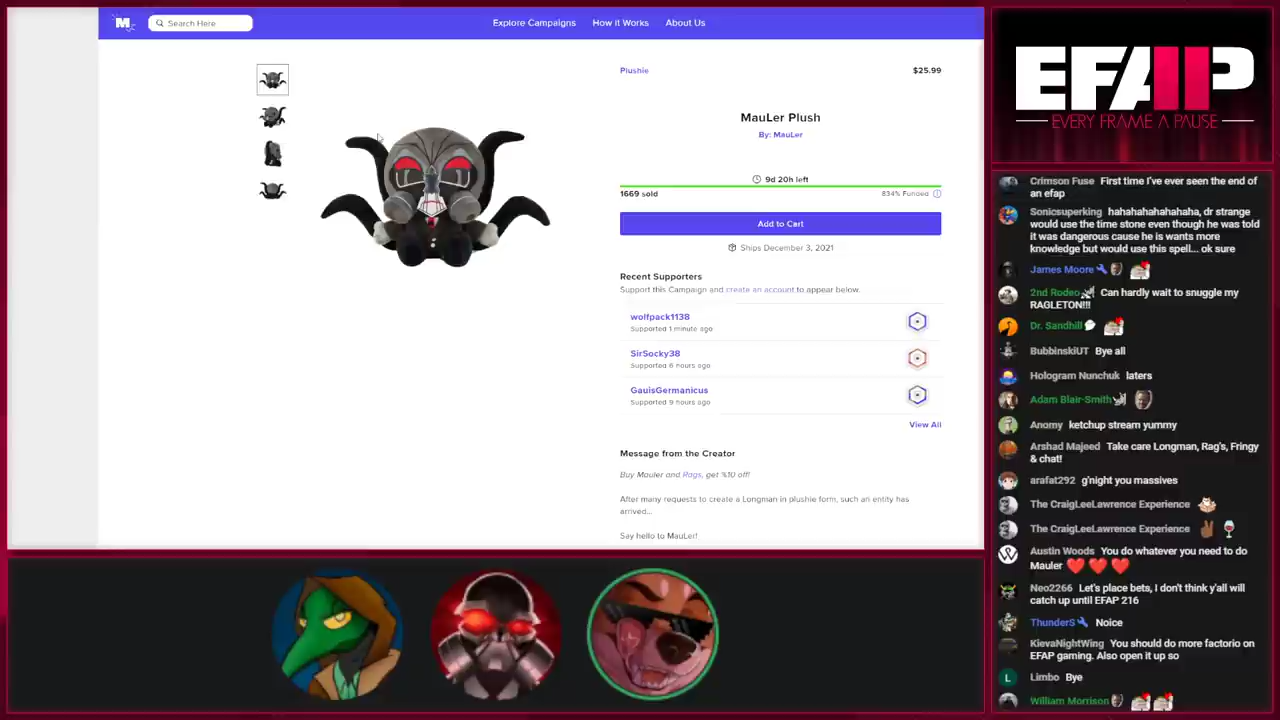 M
Search Here
Explore Campaigns
How it Works
About Us
Plushie
$25.99
MauLer Plush
By: MauLer
9d 20h left
1669 sold
834% Funded
Add to Cart
Ships December 3, 2021
Recent Supporters
Support this Campaign and create an account to appear below.
wolfpack1138
Supported 1 minute ago
SirSocky38
Supported 6 hours ago
GauisGermanicus
Supported 9 hours ago
View All
Message from the Creator
Buy Mauler and Rags, get %10 off!
After many requests to create a Longman in plushie form, such an entity has
arrived...
Say hello to MauLer!
EFAP
EVERY FRAME A PAUSE
Crimson Fuse First time I've ever seen the end of
an efap
Sonicsuperking hahahahahahaha, dr strange
would use the time stone even though he was told
it was dangerous cause he is wants more
knowledge but would use this spell... ok sure
James Moore
2nd Rodeo Can hardly wait to snuggle my
RAGLETON!!!
Dr. Sandhill
BubbinskiUT Bye all
Hologram Nunchuk laters
Adam Blair-Smith
Anomy ketchup stream yummy
Arshad Majeed Take care Longman, Rag's, Fringy
& chat!
arafat292 g'night you massives
The CraigLeeLawrence Experience
The CraigLeeLawrence Experience
Austin Woods You do whatever you need to do
Mauler
Neo2266 Let's place bets, I don't think y'all will
catch up until EFAP 216
ThunderS Noice
KievaNightWing You should do more factorio on
EFAP gaming. Also open it up so
L
Limbo Bye
William Morrison